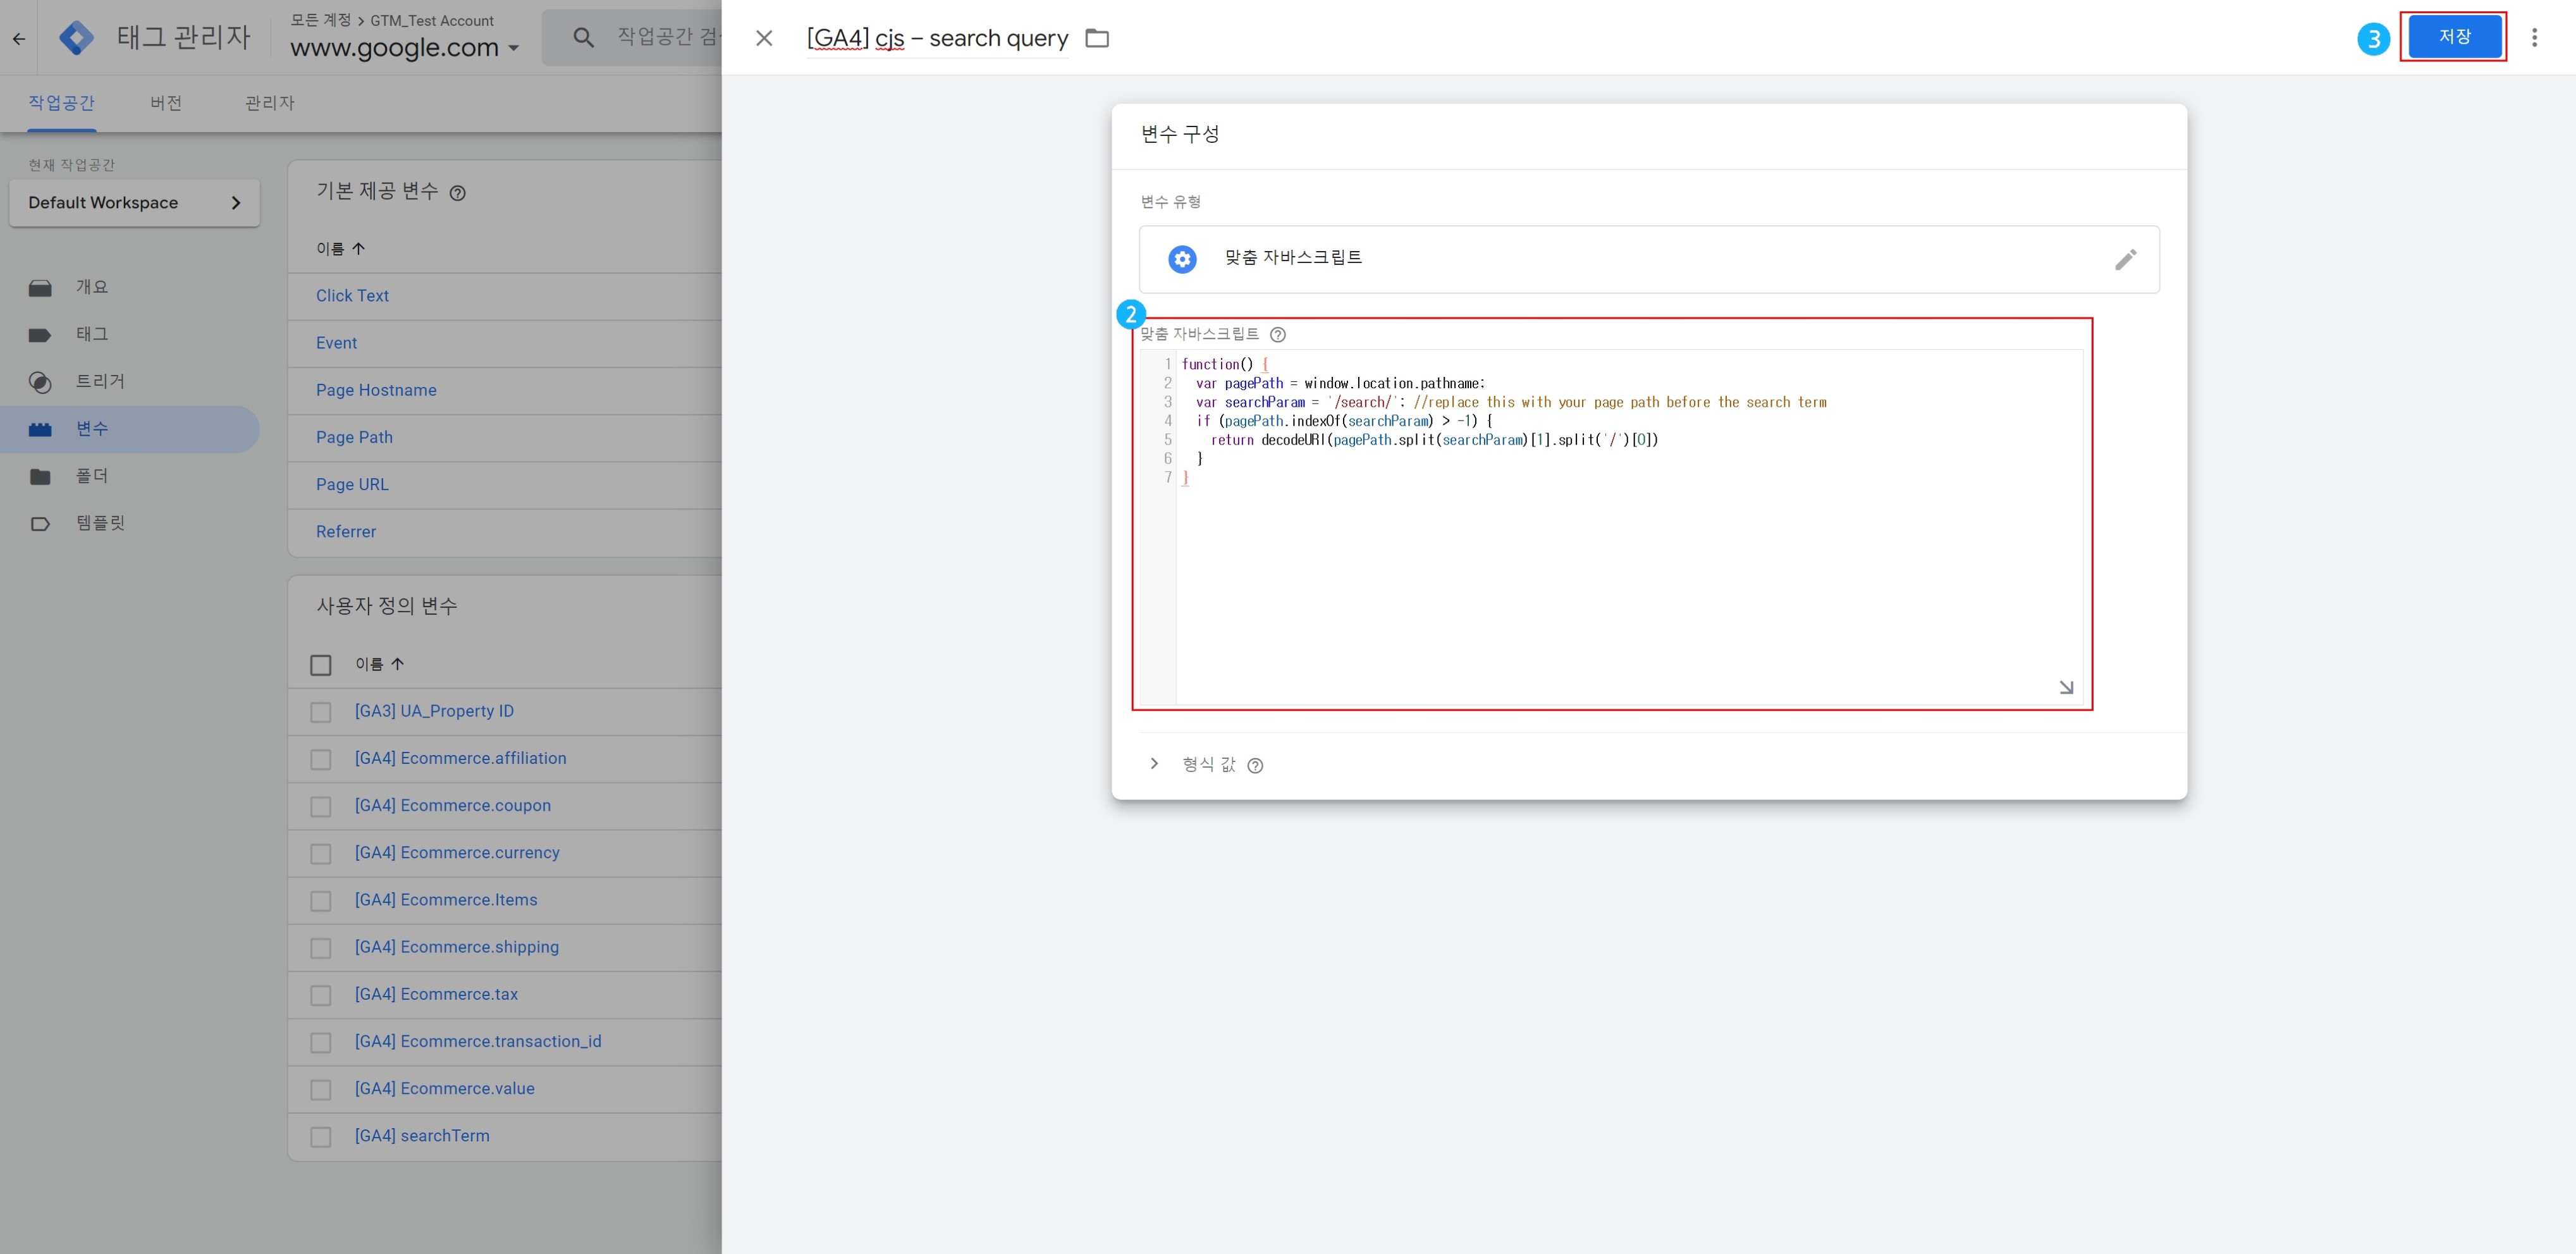 모든 계정 > GTM_Test Account
태그 관리자
www.google.com
작업공간 검
[GA4] cjs – search query
3
저장
작업공간
버전
관리자
현재 작업공간
Default Workspace
개요
태그
트리거
변수
폴더
템플릿
기본 제공 변수
이름
Click Text
Event
Page Hostname
Page Path
Page URL
Referrer
사용자 정의 변수
이름
[GA3] UA_Property ID
[GA4] Ecommerce.affiliation
[GA4] Ecommerce.coupon
[GA4] Ecommerce.currency
[GA4] Ecommerce.Items
[GA4] Ecommerce.shipping
[GA4] Ecommerce.tax
[GA4] Ecommerce.transaction_id
[GA4] Ecommerce.value
[GA4] searchTerm
변수 구성
변수 유형
맞춤 자바스크립트
2
맞춤 자바스크립트
1 function() {
2 var pagePath = window.location.pathname;
3 var searchParam = '/search/'; //replace this with your page path before the search term
4 if (pagePath.indexOf(searchParam) > -1) {
5 return decodeURI(pagePath.split(searchParam)[1].split('/')[0])
6 }
7 }
형식 값